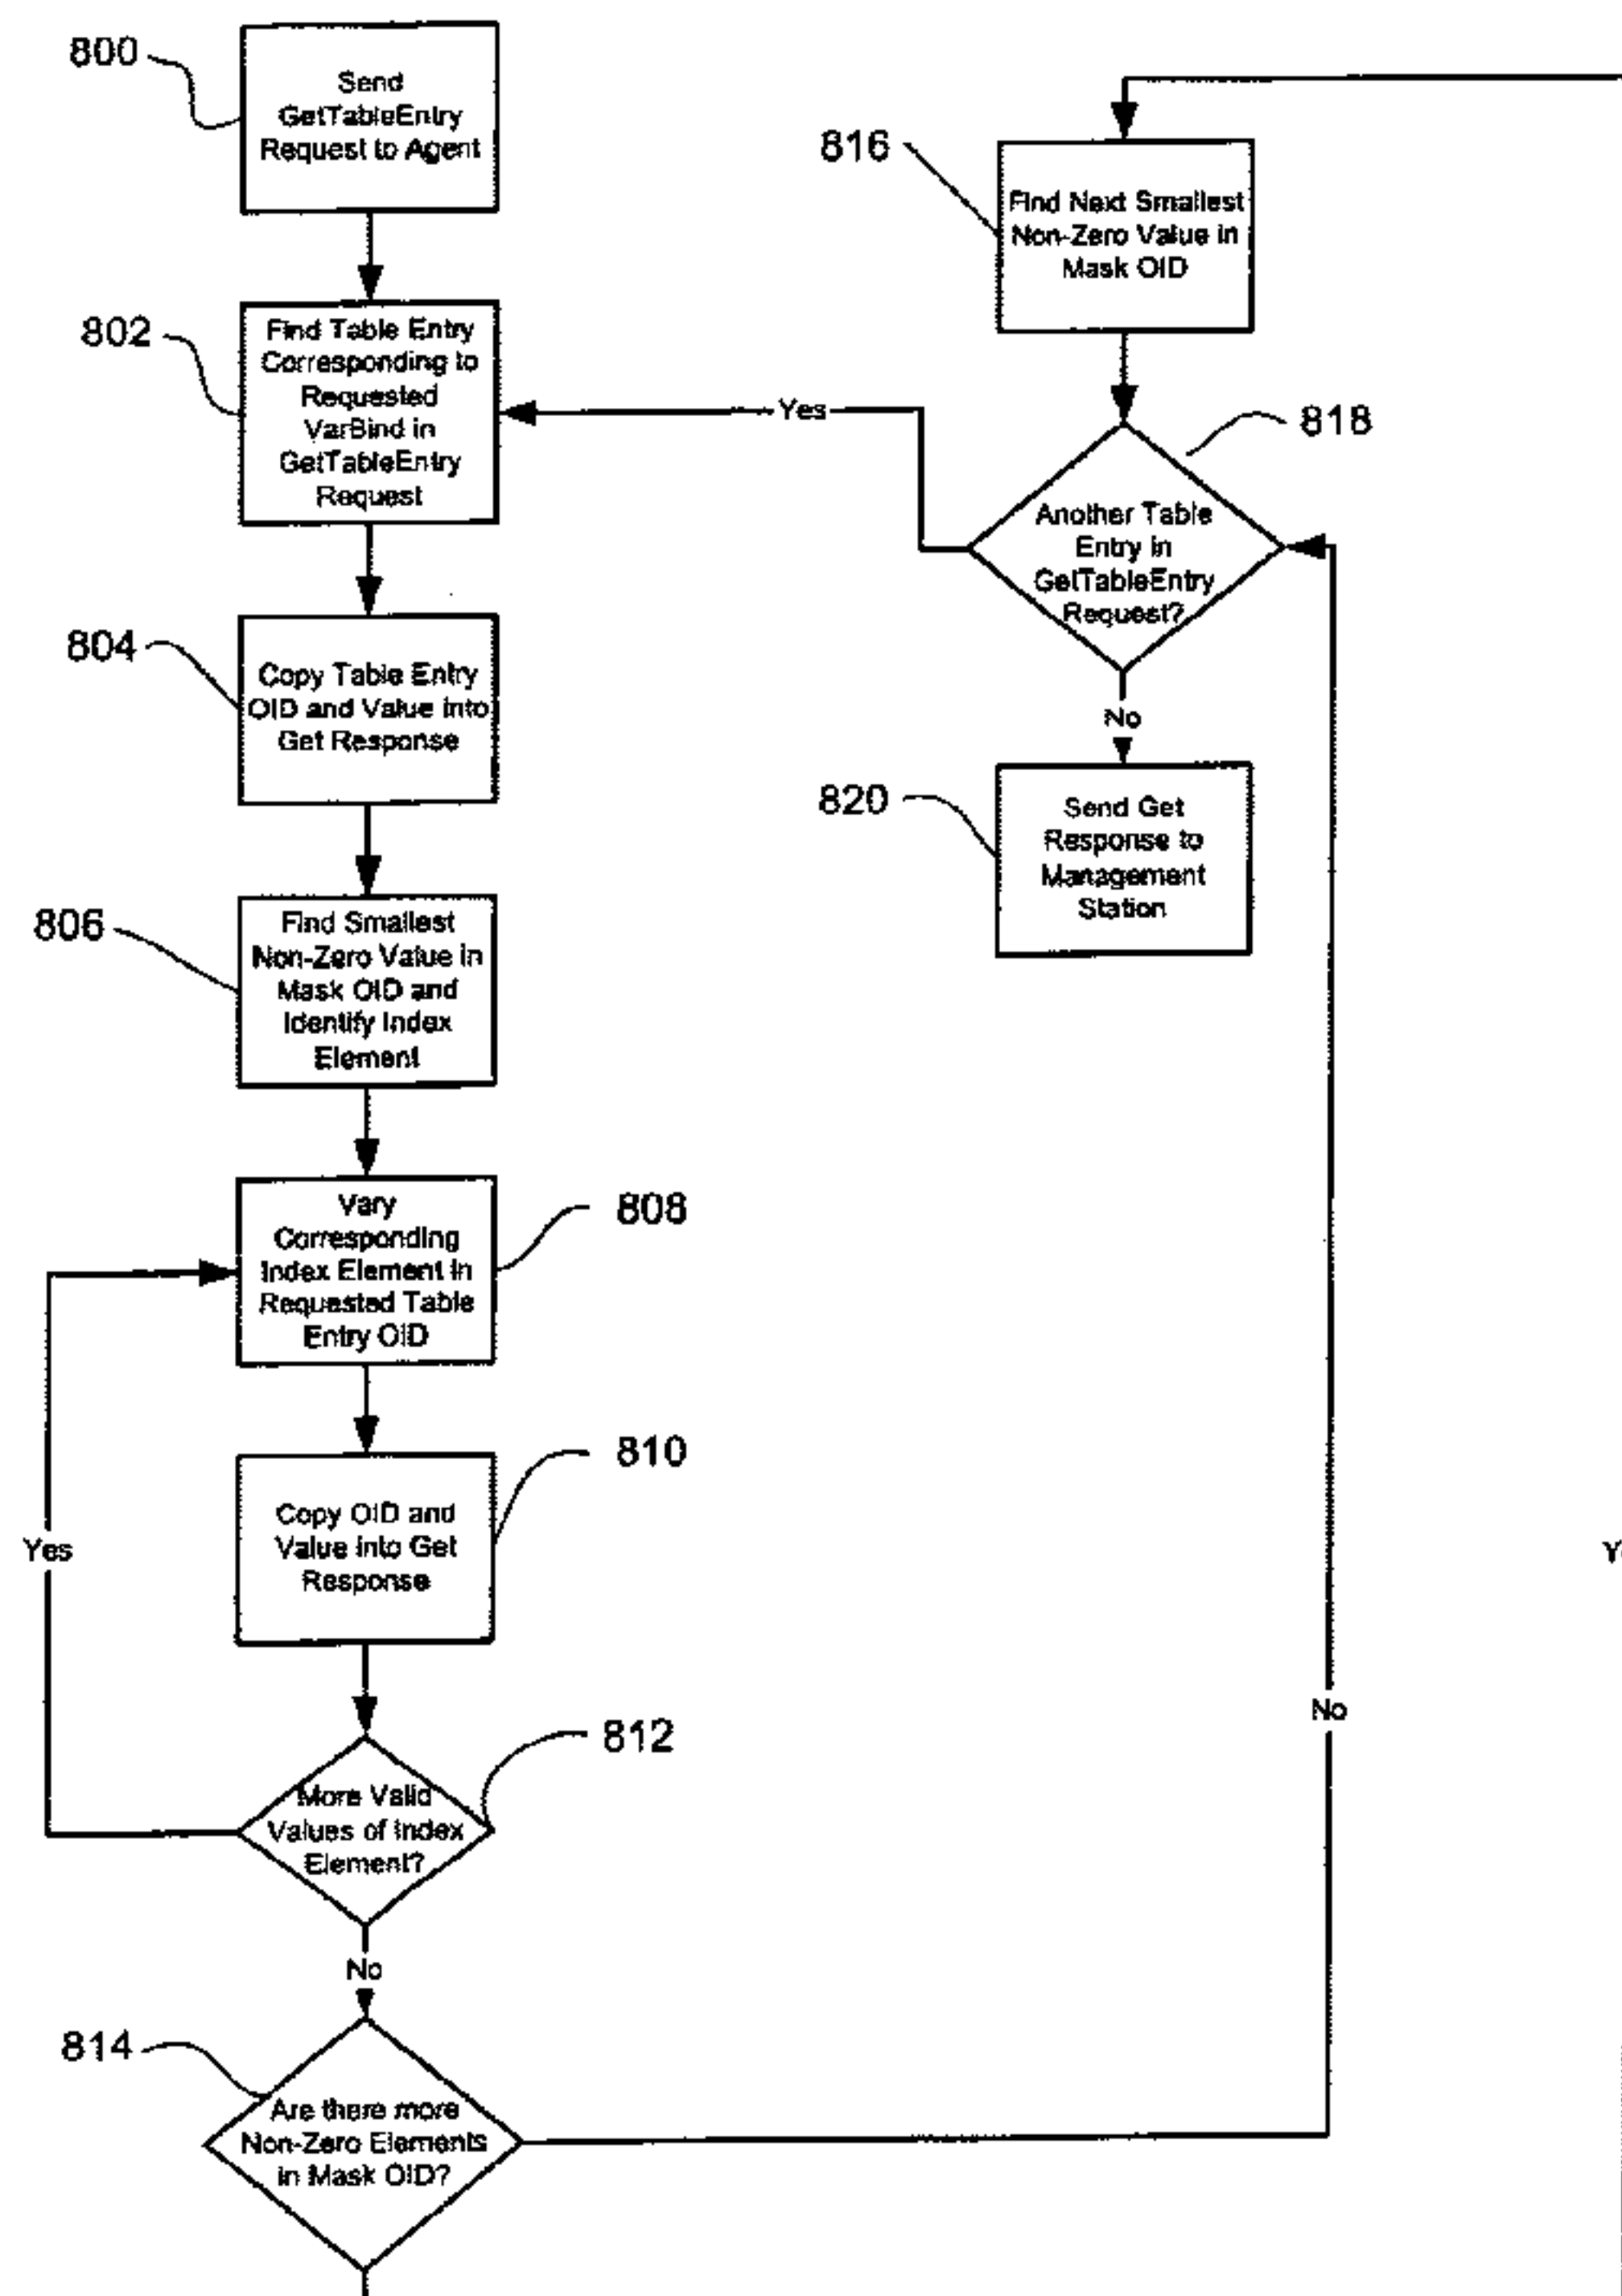 800
Send
GetTableEntry
Request to Agent
802
Find Table Entry
Corresponding to
Requested
VarBind in
GetTableEntry
Request
804
Copy Table Entry
OID and Value into
Get Response
806
Find Smallest
Non-Zero Value in
Mask OID and
Identify Index
Element
808
Vary
Corresponding
Index Element in
Requested Table
Entry OID
810
Copy OID and
Value into Get
Response
Yes
812
More Valid
Values of Index
Element?
No
814
Are there more
Non-Zero Elements
in Mask OID?
No
816
Find Next Smallest
Non-Zero Value in
Mask OID
818
Another Table
Entry in
GetTableEntry
Request?
Yes
No
820
Send Get
Response to
Management
Station